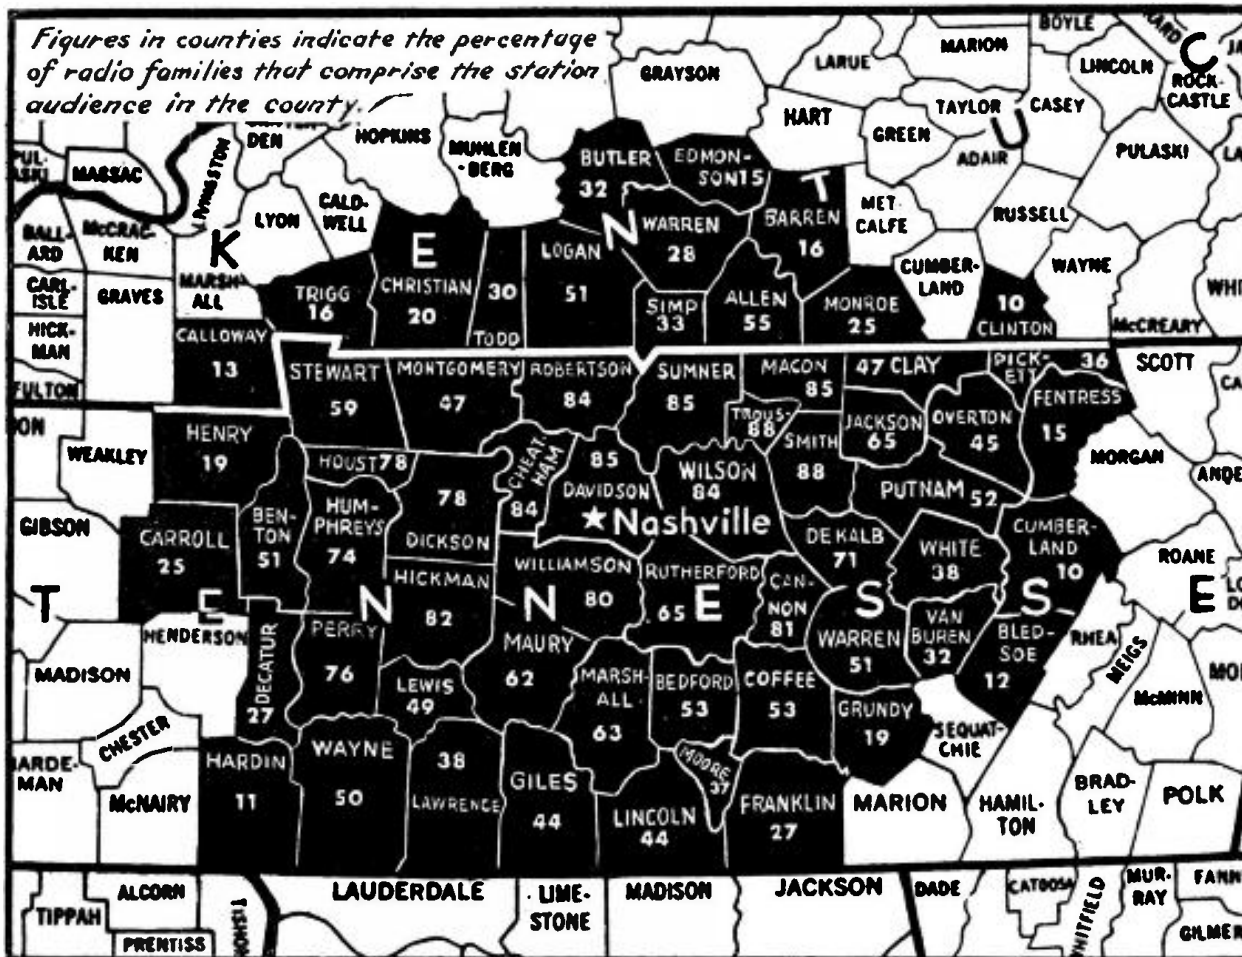 Figures in counties indicate the percentage
of radio families that comprise the station
audience in the county.
BOYLE
MARION
LARUE
GRAYSON
LINCOLN
C
ROCK-
CASTLE
TAYLOR
CASEY
HART
GREEN
U
ADAIR
PULASKI
DEN
HOPKINS
MUHLEN
-BERG
BUTLER
32
EDMON-
SON 15
MASSAC
LIVINGSTON
LYON
CALD-
WELL
T
BARREN
16
MET
CALFE
RUSSELL
BALL-
ARD
McCRAC-
KEN
K
E
N
WARREN
28
CUMBER-
LAND
WAYNE
CARL-
ISLE
GRAVES
MARSH-
ALL
TRIGG
16
CHRISTIAN
20
30
TODD
LOGAN
51
SIMP
33
ALLEN
55
MONROE
25
10
CLINTON
McCREARY
HICK-
MAN
FULTON
CALLOWAY
13
STEWART
59
MONTGOMERY
47
ROBERTSON
84
SUMNER
85
MACON
85
47 CLAY
PICK-
ETT
36
SCOTT
FENTRESS
15
TROUS-
88
SMITH
88
JACKSON
65
OVERTON
45
WEAKLEY
HENRY
19
HOUST 78
CHEAT-
HAM
84
85
DAVIDSON
WILSON
84
PUTNAM 52
MORGAN
GIBSON
CARROLL
25
BEN-
TON
51
HUM-
PHREYS
74
78
DICKSON
★Nashville
DE KALB
71
WHITE
38
CUMBER-
LAND
10
ROANE
T
E
N
N
E
S
S
E
HENDERSON
HICKMAN
82
WILLIAMSON
80
RUTHERFORD
65
CAN-
NON
81
WARREN
51
VAN
BUREN
32
BLED-
SOE
12
RHEA
MEIGS
MADISON
DECATUR
27
PERRY
76
LEWIS
49
MAURY
62
MARSH-
ALL
63
BEDFORD
53
COFFEE
53
GRUNDY
19
SEQUAT-
CHIE
McMINN
CHESTER
McNAIRY
HARDIN
11
WAYNE
50
38
LAWRENCE
GILES
44
LINCOLN
44
MOORE
37
FRANKLIN
27
MARION
HAMIL-
TON
BRAD-
LEY
POLK
TIPPAH
ALCORN
PRENTISS
LAUDERDALE
LIME-
STONE
MADISON
JACKSON
DADE
CATOOSA
WHITFIELD
MUR-
RAY